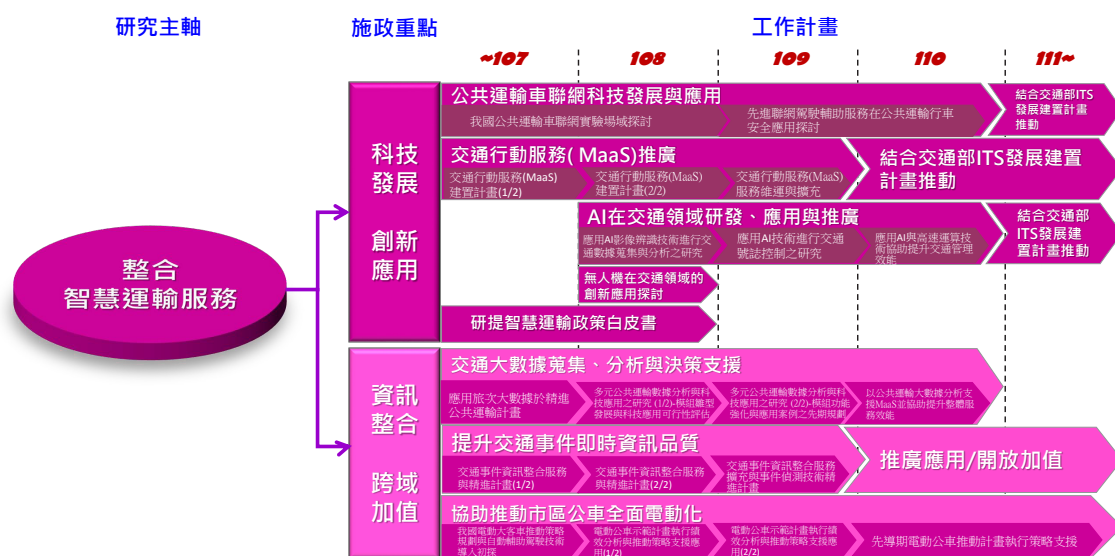 研究主軸
施政重點
工作計畫
~107
108
109
110
111~
整合
智慧運輸服務
科技
發展
創新
應用
公共運輸車聯網科技發展與應用
我國公共運輸車聯網實驗場域探討
先進聯網駕駛輔助服務在公共運輸行車
安全應用探討
結合交通部ITS
發展建置計畫
推動
交通行動服務( MaaS)推廣
交通行動服務(MaaS)
建置計畫(1/2)
交通行動服務(MaaS)
建置計畫(2/2)
交通行動服務(MaaS)
服務維運與擴充
結合交通部ITS發展建置
計畫推動
AI在交通領域研發、應用與推廣
應用AI影像辨識技術進行交
通數據蒐集與分析之研究
應用AI技術進行交通
號誌控制之研究
應用AI與高速運算技
術協助提升交通管理
效能
結合交通部
ITS發展建
置計畫推動
無人機在交通領域的
創新應用探討
研提智慧運輸政策白皮書
資訊
整合
跨域
加值
交通大數據蒐集、分析與決策支援
應用旅次大數據於精進
公共運輸計畫
多元公共運輸數據分析與科
技應用之研究 (1/2)-模組雛型
發展與科技應用可行性評估
多元公共運輸數據分析與科
技應用之研究 (2/2)-模組功能
強化與應用案例之先期規劃
以公共運輸大數據分析支
援MaaS並協助提升整體服
務效能
提升交通事件即時資訊品質
交通事件資訊整合服務
與精進計畫(1/2)
交通事件資訊整合服務
與精進計畫(2/2)
交通事件資訊整合服務
擴充與事件偵測技術精
進計畫
推廣應用/開放加值
協助推動市區公車全面電動化
我國電動大客車推動策略
規劃與自動輔助駕駛技術
導入初探
電動公車示範計畫執行績
效分析與推動策略支援應
用(1/2)
電動公車示範計畫執行績
效分析與推動策略支援應
用(2/2)
先導期電動公車推動計畫執行策略支援